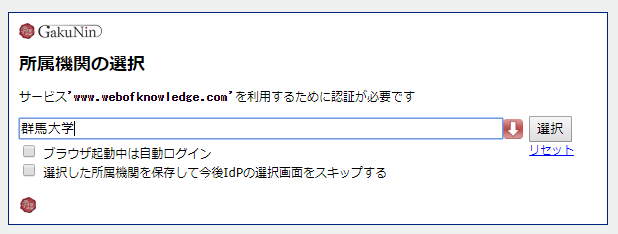 GakuNin
所属機関の選択
サービス'www.webofknowledge.com'を利用するために認証が必要です
群馬大学
選択
リセット
ブラウザ起動中は自動ログイン
選択した所属機関を保存して今後IdPの選択画面をスキップする